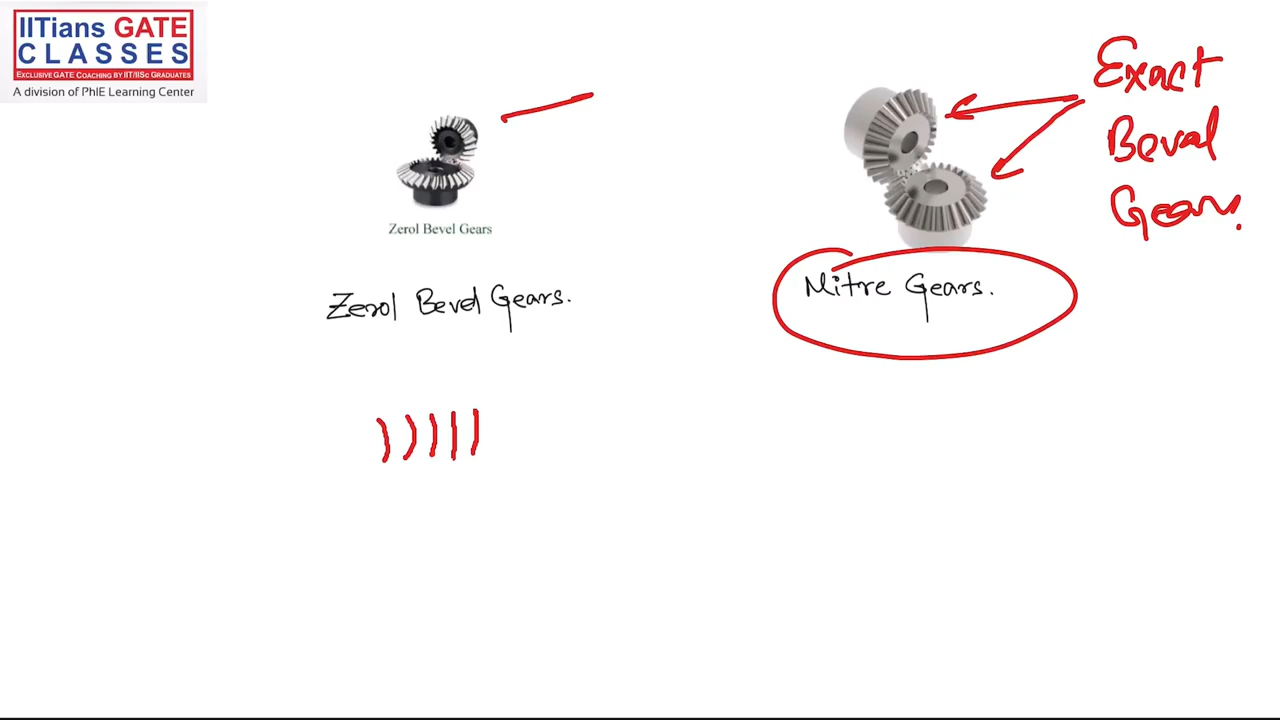 IITians GATE
CLASSES
EXCLUSIVE GATE COACHING BY IIT/IISc GRADUATES
A division of PhIE Learning Center
Exact
Beval
Gears.
Zerol Bevel Gears
Zerol Bevel Gears.
Mitre Gears.